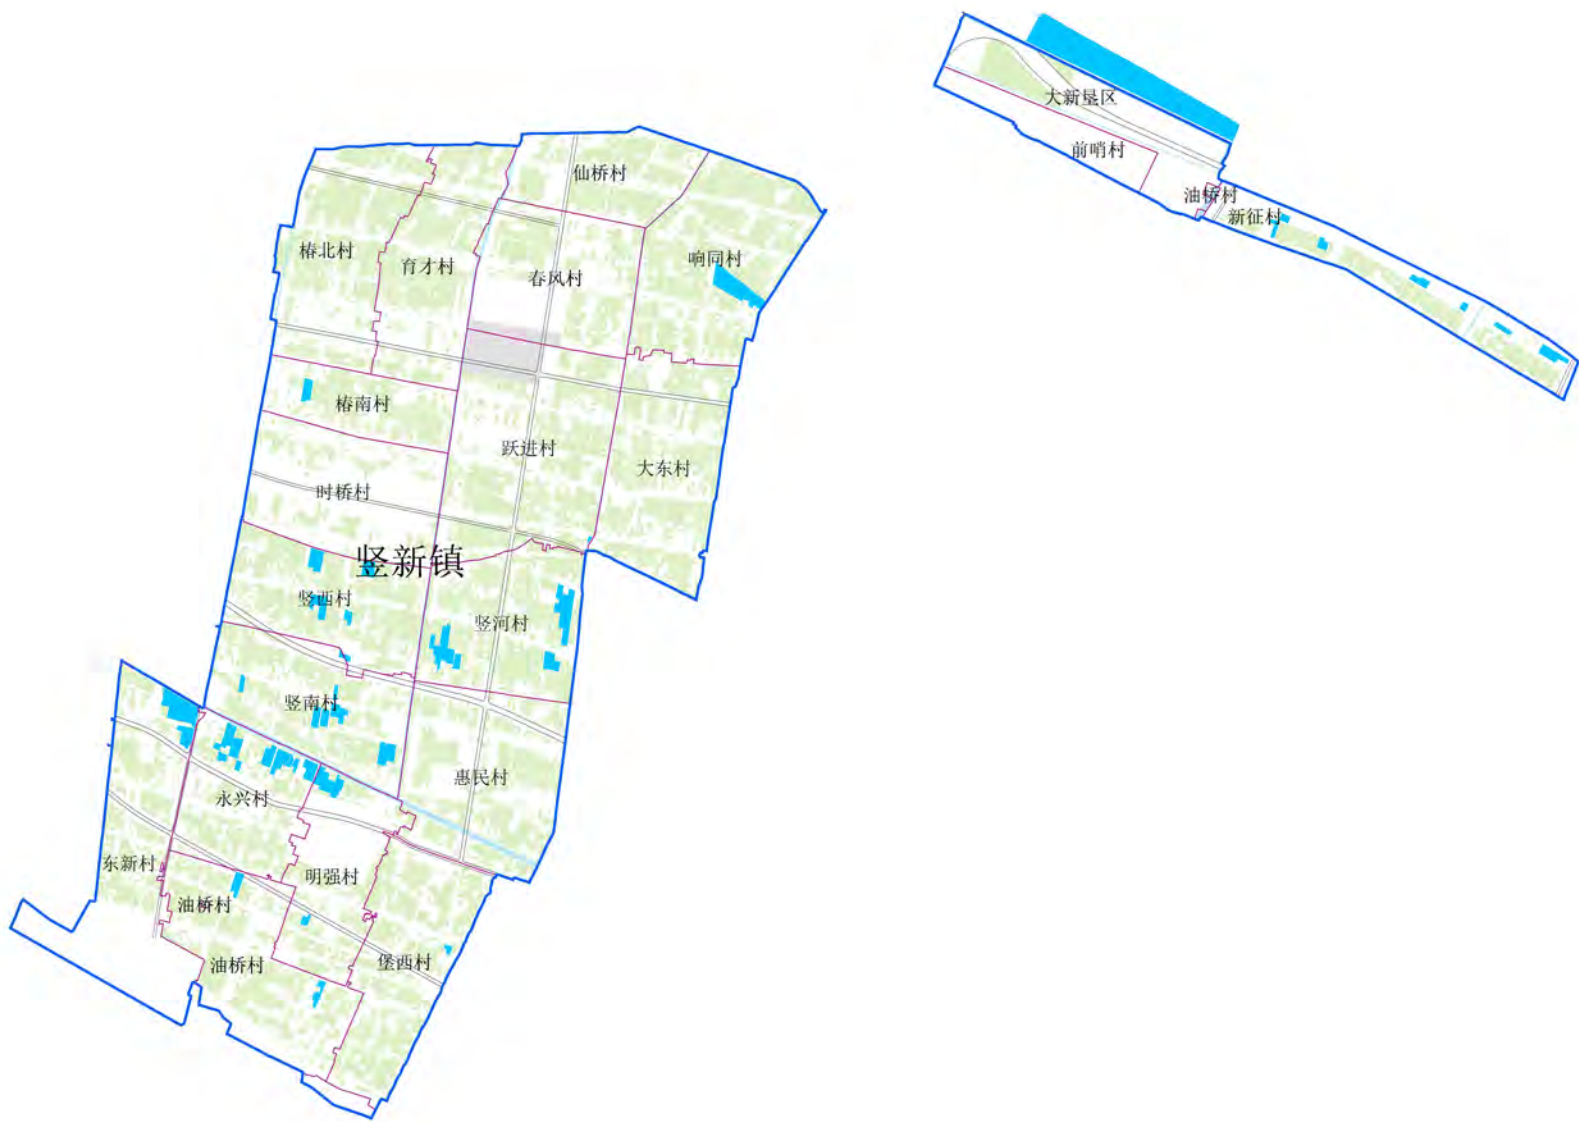 大新垦区
前哨村
油桥村
新征村
仙桥村
椿北村
育才村
春风村
响同村
椿南村
跃进村
大东村
时桥村
竖新镇
竖西村
竖河村
竖南村
惠民村
永兴村
东新村
明强村
油桥村
油桥村
堡西村